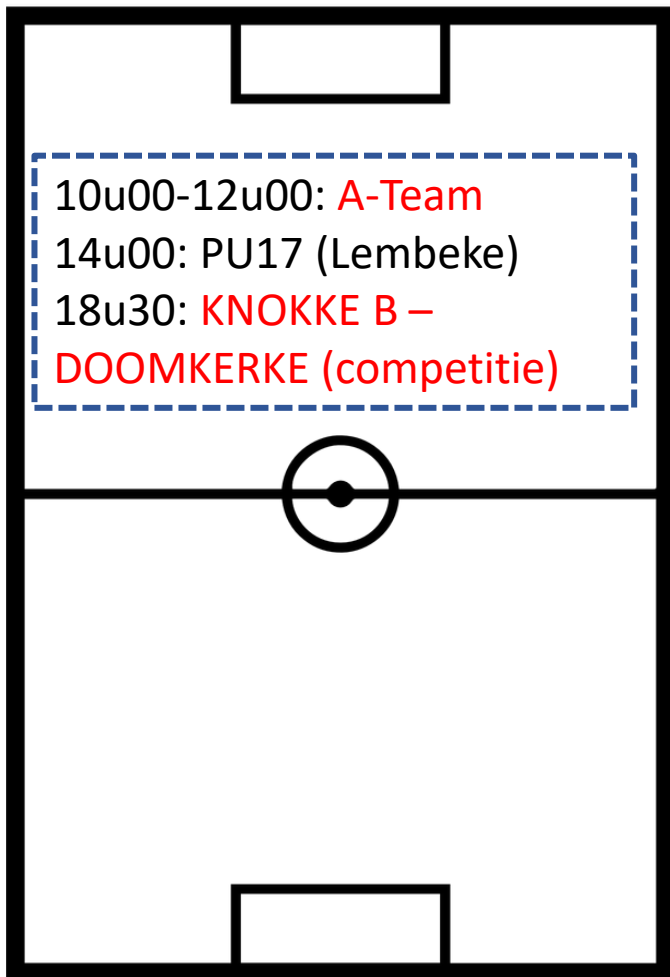 10u00-12u00: A-Team
14u00: PU17 (Lembeke)
18u30: KNOKKE B –
DOOMKERKE (competitie)